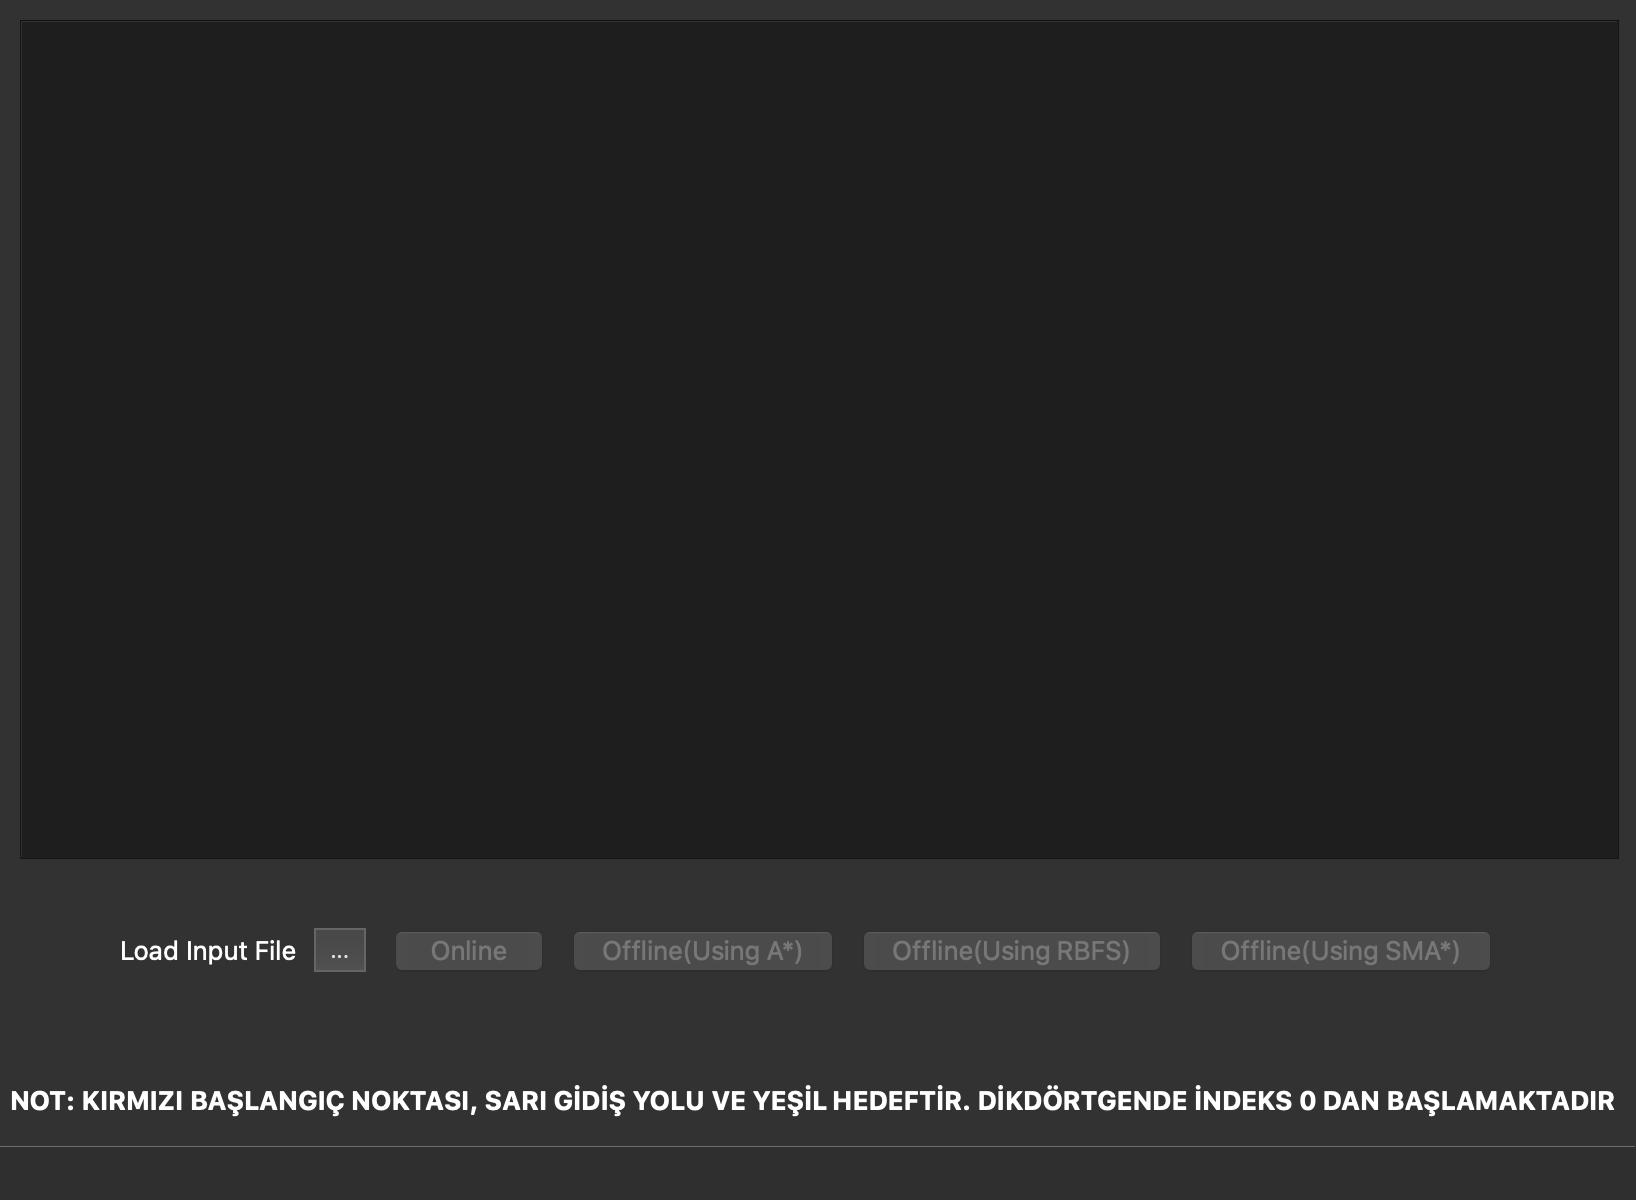 Load Input File ... Online Offline(Using A*) Offline(Using RBFS) Offline(Using SMA*)
NOT: KIRMIZI BAŞLANGIÇ NOKTASI, SARI GİDİŞ YOLU VE YEŞİL HEDEFTİR. DİKDÖRTGENDE İNDEKS 0 DAN BAŞLAMAKTADIR